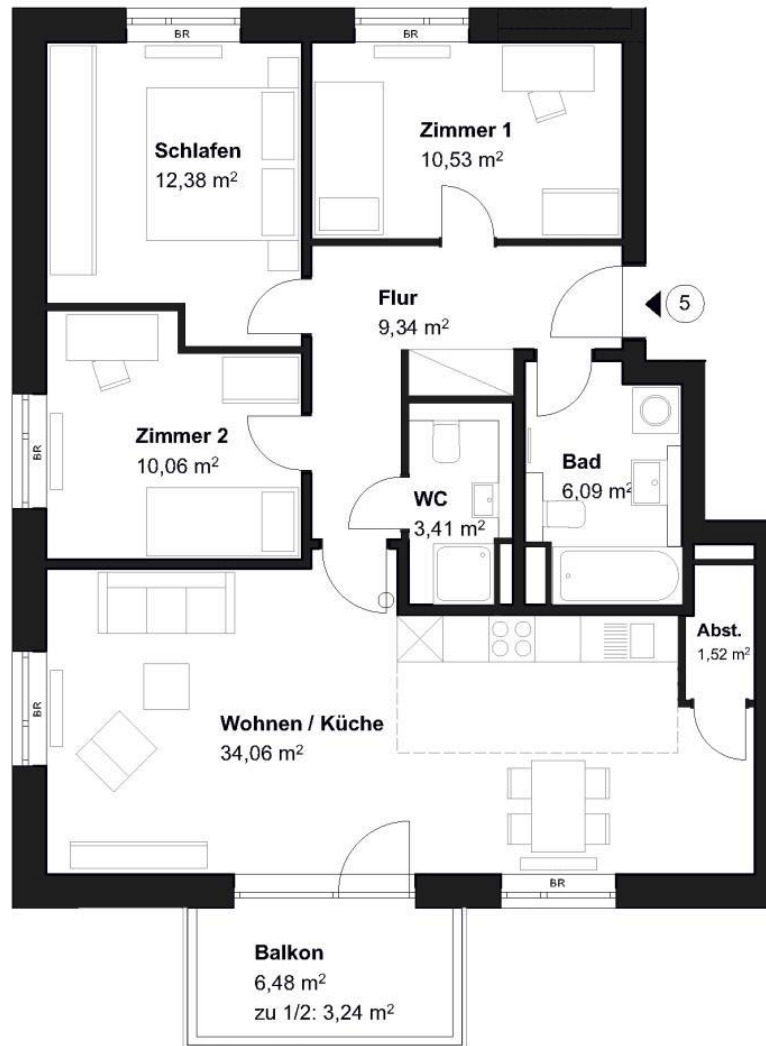 BR
BR
Schlafen
12,38 m²
Zimmer 1
10,53 m²
Flur
9,34 m²
5
Zimmer 2
10,06 m²
BR
WC
3,41 m²
Bad
6,09 m²
Abst.
1,52 m²
BR
Wohnen / Küche
34,06 m²
BR
Balkon
6,48 m²
zu 1/2: 3,24 m²